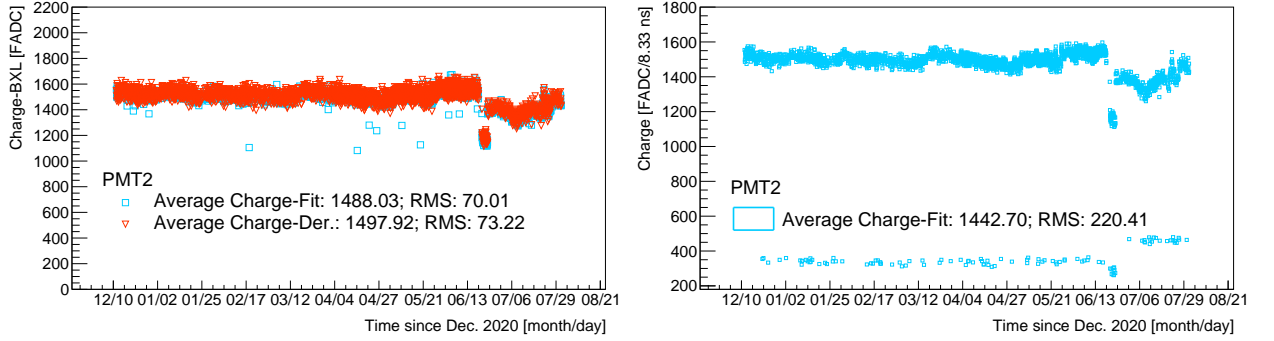 Charge-BXL [FADC]
2200
2000
1800
1600
1400
1200
1000
800
600
400
200
0
PMT2
Average Charge-Fit: 1488.03; RMS: 70.01
Average Charge-Der.: 1497.92; RMS: 73.22
12/10 01/02 01/25 02/17 03/12 04/04 04/27 05/21 06/13 07/06 07/29 08/21
Time since Dec. 2020 [month/day]
Charge [FADC/8.33 ns]
1800
1600
1400
1200
1000
800
600
400
200
PMT2
Average Charge-Fit: 1442.70; RMS: 220.41
12/10 01/02 01/25 02/17 03/12 04/04 04/27 05/21 06/13 07/06 07/29 08/21
Time since Dec. 2020 [month/day]